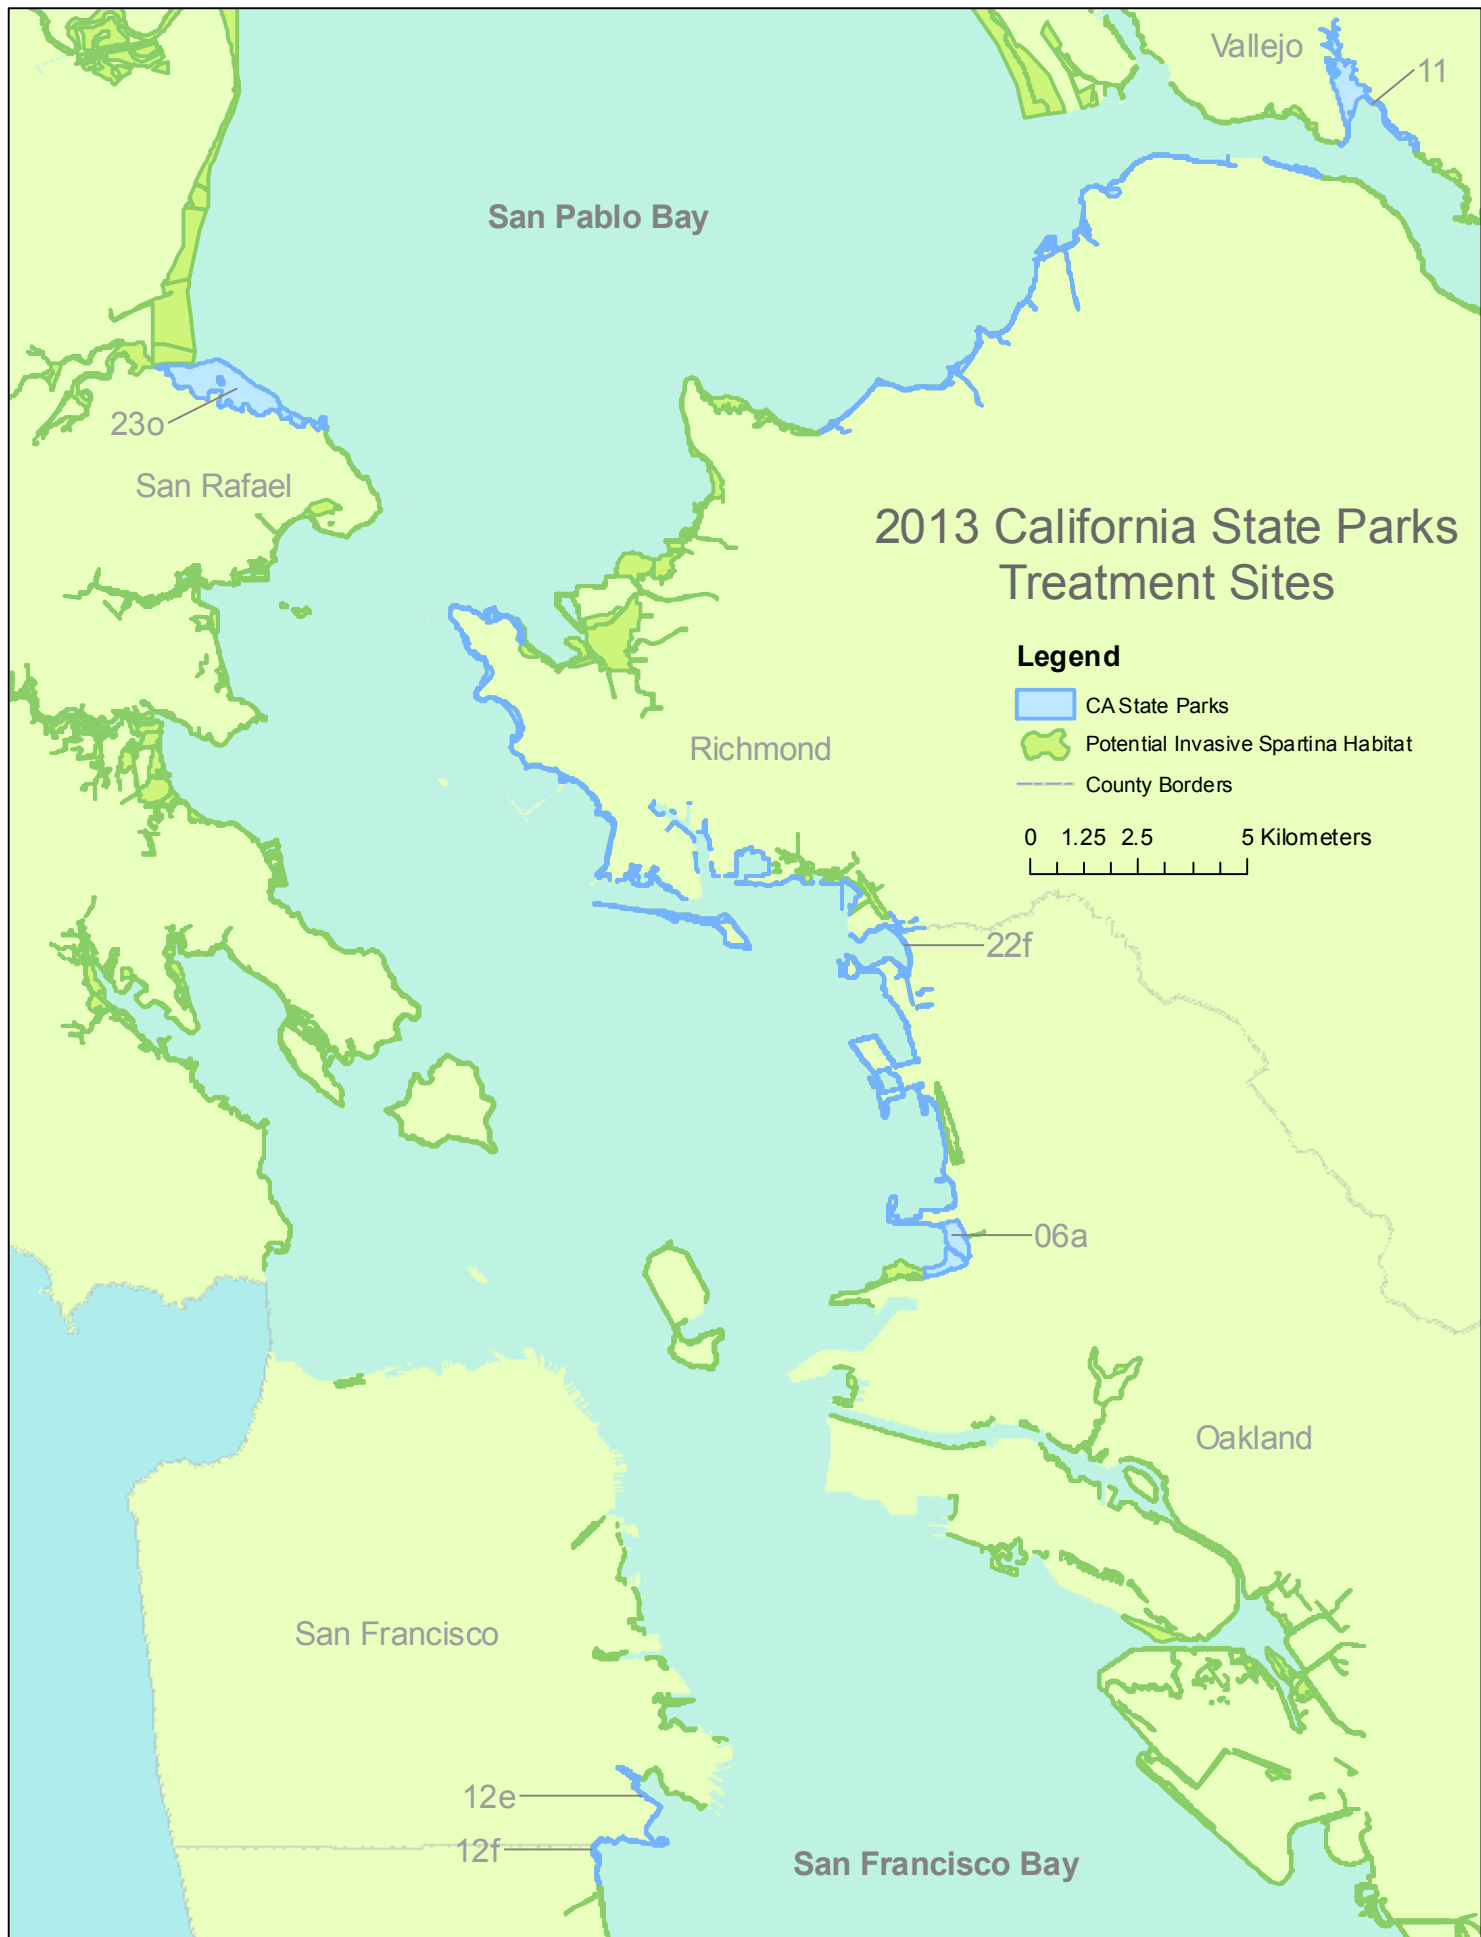 Vallejo
11
San Pablo Bay
23o
San Rafael
2013 California State Parks
Treatment Sites
Legend
CA State Parks
Potential Invasive Spartina Habitat
County Borders
0 1.25 2.5 5 Kilometers
Richmond
22f
06a
Oakland
San Francisco
12e
12f
San Francisco Bay